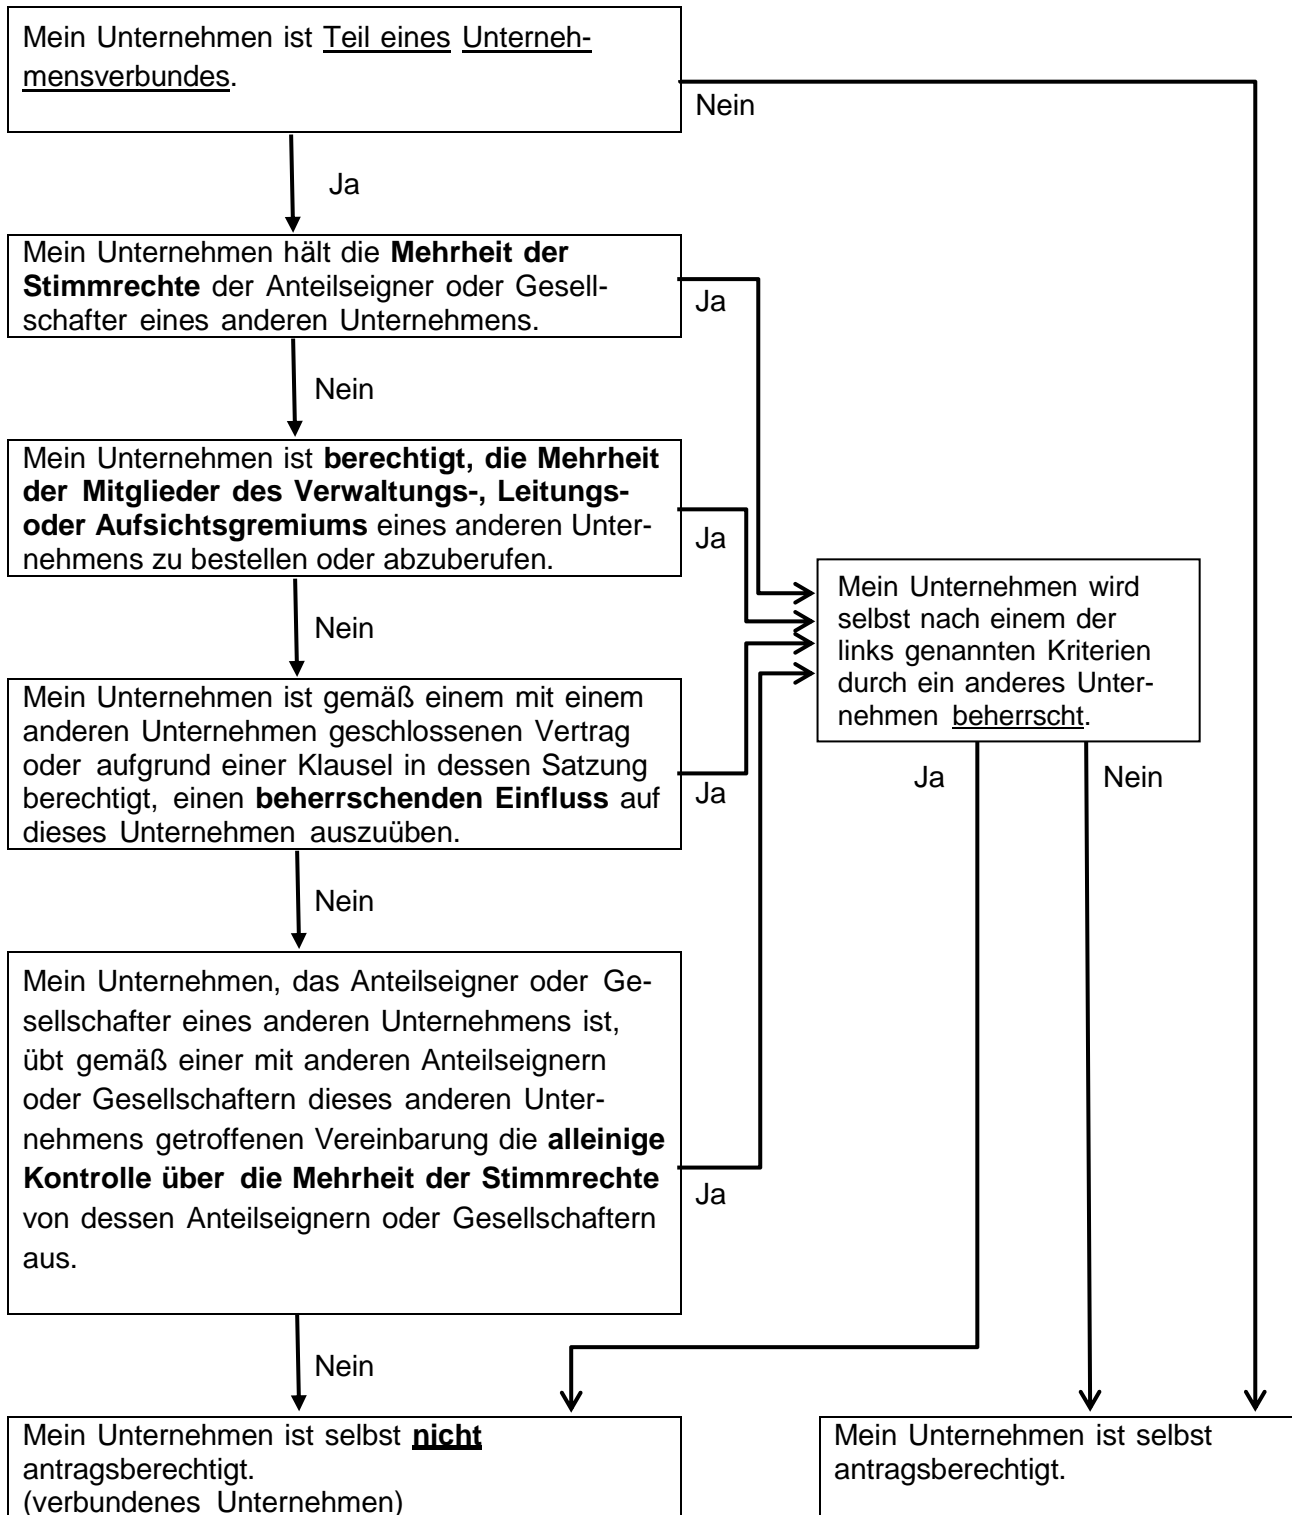 Mein Unternehmen ist Teil eines Unterneh-
mensverbundes.
Nein
Ja
Mein Unternehmen hält die Mehrheit der
Stimmrechte der Anteilseigner oder Gesell-
schafter eines anderen Unternehmens.
Ja
Nein
Mein Unternehmen ist berechtigt, die Mehrheit
der Mitglieder des Verwaltungs-, Leitungs-
oder Aufsichtsgremiums eines anderen Unter-
nehmens zu bestellen oder abzuberufen.
Ja
Nein
Mein Unternehmen wird
selbst nach einem der
links genannten Kriterien
durch ein anderes Unter-
nehmen beherrscht.
Ja
Nein
Mein Unternehmen ist gemäß einem mit einem
anderen Unternehmen geschlossenen Vertrag
oder aufgrund einer Klausel in dessen Satzung
berechtigt, einen beherrschenden Einfluss auf
dieses Unternehmen auszuüben.
Ja
Nein
Mein Unternehmen, das Anteilseigner oder Ge-
sellschafter eines anderen Unternehmens ist,
übt gemäß einer mit anderen Anteilseignern
oder Gesellschaftern dieses anderen Unter-
nehmens getroffenen Vereinbarung die alleinige
Kontrolle über die Mehrheit der Stimmrechte
von dessen Anteilseignern oder Gesellschaftern
aus.
Ja
Nein
Mein Unternehmen ist selbst nicht
antragsberechtigt.
(verbundenes Unternehmen)
Mein Unternehmen ist selbst
antragsberechtigt.